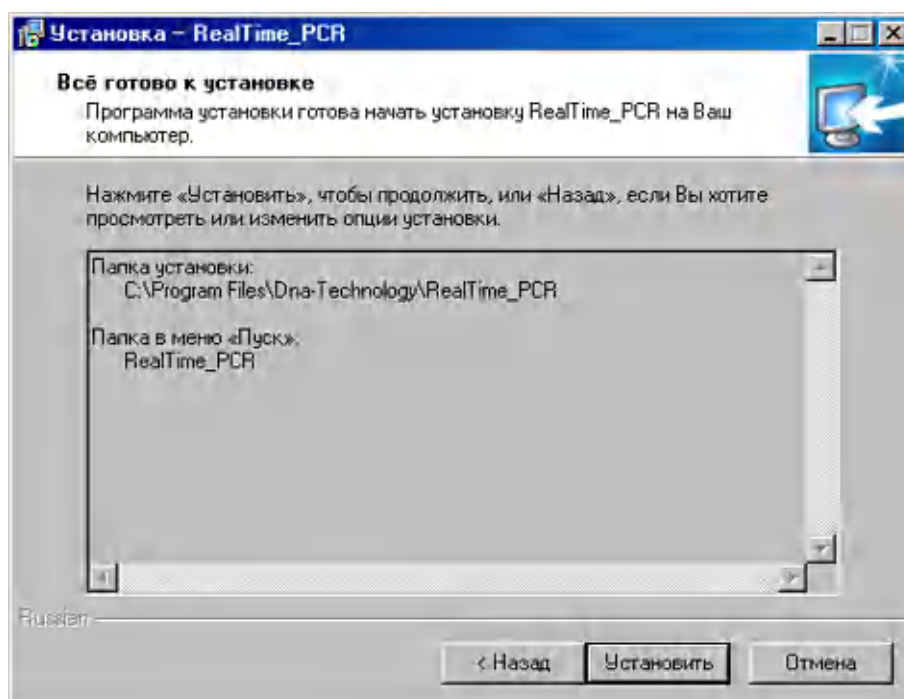 Установка – RealTime_PCR
Всё готово к установке
Программа установки готова начать установку RealTime_PCR на Ваш
компьютер.
Нажмите «Установить», чтобы продолжить, или «Назад», если Вы хотите
просмотреть или изменить опции установки.
Папка установки:
C:\Program Files\Dna-Technology\RealTime_PCR
Папка в меню «Пуск»:
RealTime_PCR
Russian
< Назад
Установить
Отмена